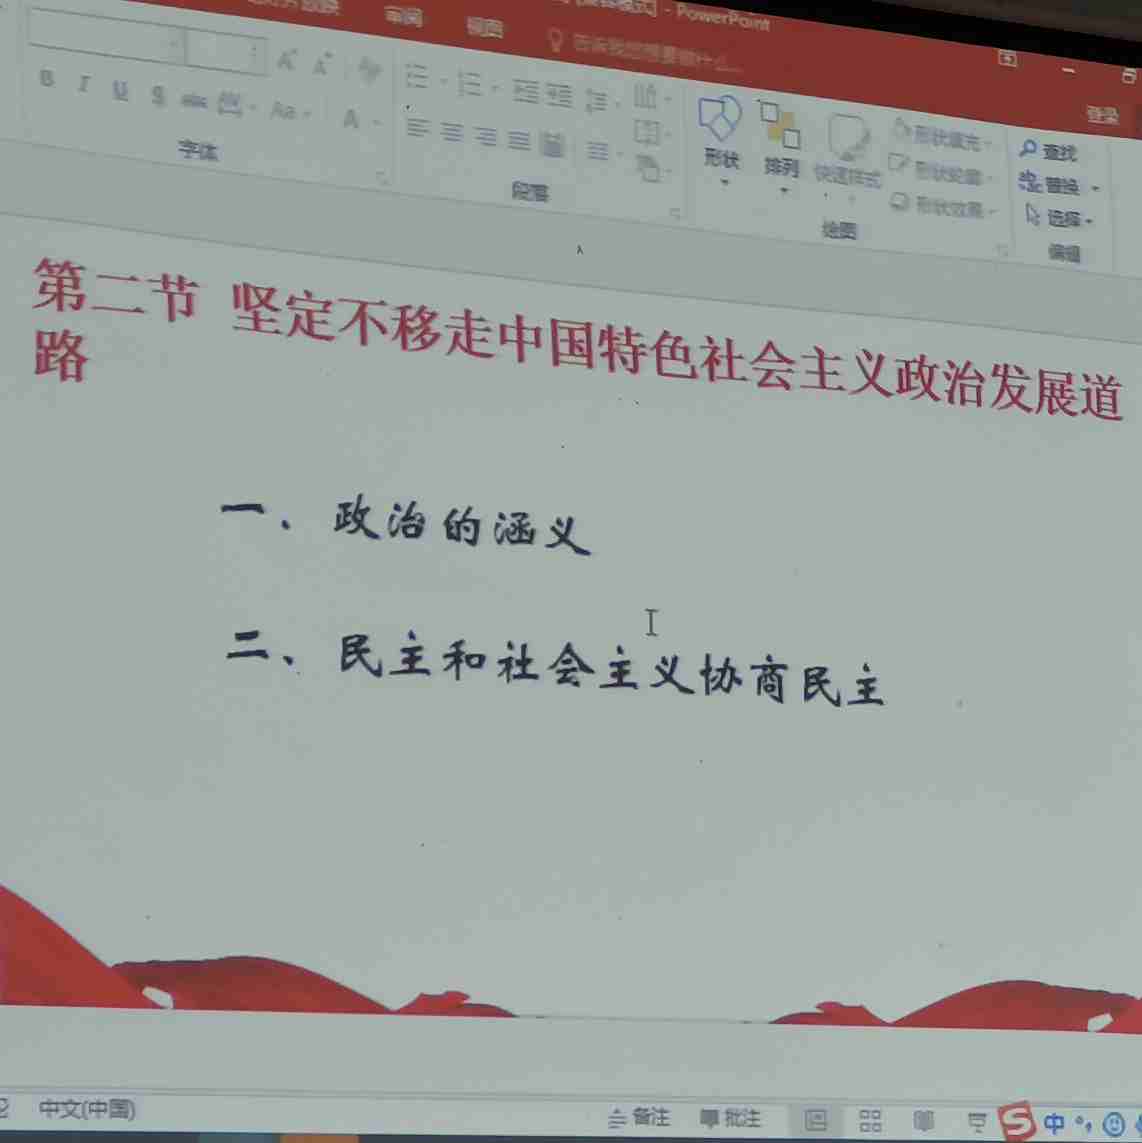 审阅
视图
- PowerPoint
告诉我您想要做什么...
登录
B I U S abc Aa A
字体
段落
形状
排列
快速样式
形状填充
形状轮廓
形状效果
绘图
查找
替换
选择
编辑
第二节 坚定不移走中国特色社会主义政治发展道
路
一、政治的涵义
二、民主和社会主义协商民主
中文(中国)
备注
批注
S 中